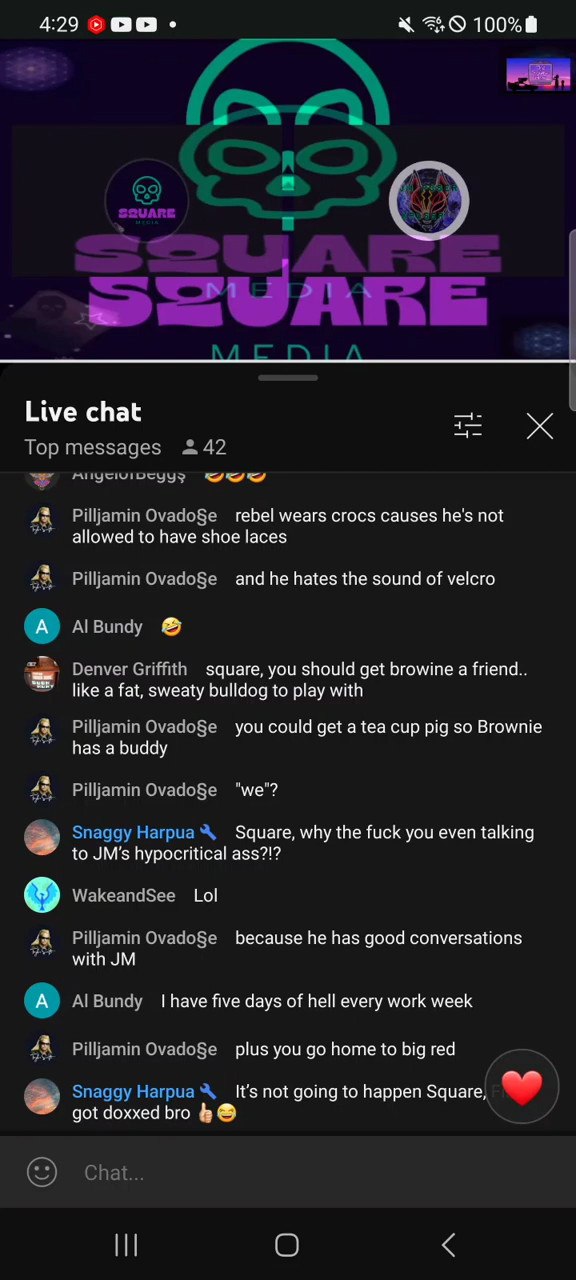 4:29 100%
SQUARE
MEDIA
SQUARE
MEDIA
SQUARE
MEDIA
Live chat
Top messages 42
AngelofBeggs 🤣🤣🤣
Pilljamin Ovado§e rebel wears crocs causes he's not
allowed to have shoe laces
Pilljamin Ovado§e and he hates the sound of velcro
A Al Bundy 🤣
Denver Griffith square, you should get browine a friend..
like a fat, sweaty bulldog to play with
Pilljamin Ovado§e you could get a tea cup pig so Brownie
has a buddy
Pilljamin Ovado§e "we"?
Snaggy Harpua 🔧 Square, why the fuck you even talking
to JM’s hypocritical ass?!?
WakeandSee Lol
Pilljamin Ovado§e because he has good conversations
with JM
A Al Bundy I have five days of hell every work week
Pilljamin Ovado§e plus you go home to big red
Snaggy Harpua 🔧 It’s not going to happen Square,
got doxxed bro 👍🏻😂
Chat...